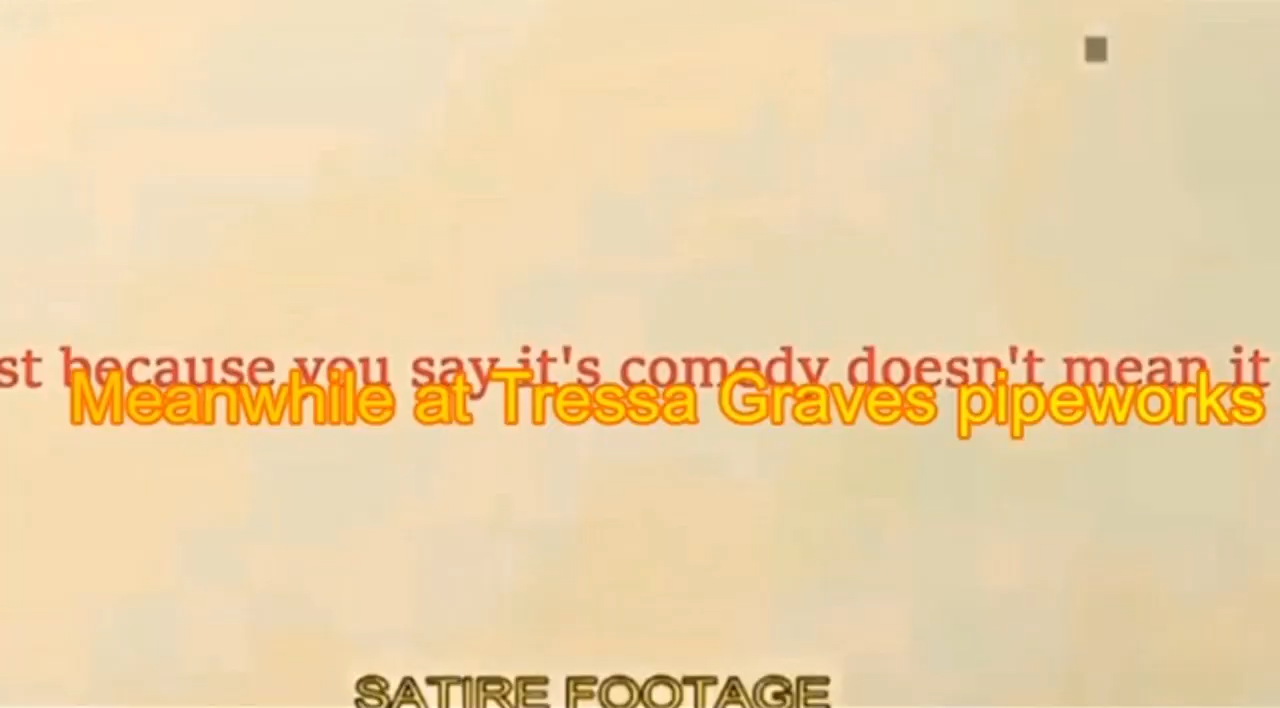 st because you say it's comedy doesn't mean it
Meanwhile at Tressa Graves pipeworks
SATIRE FOOTAGE